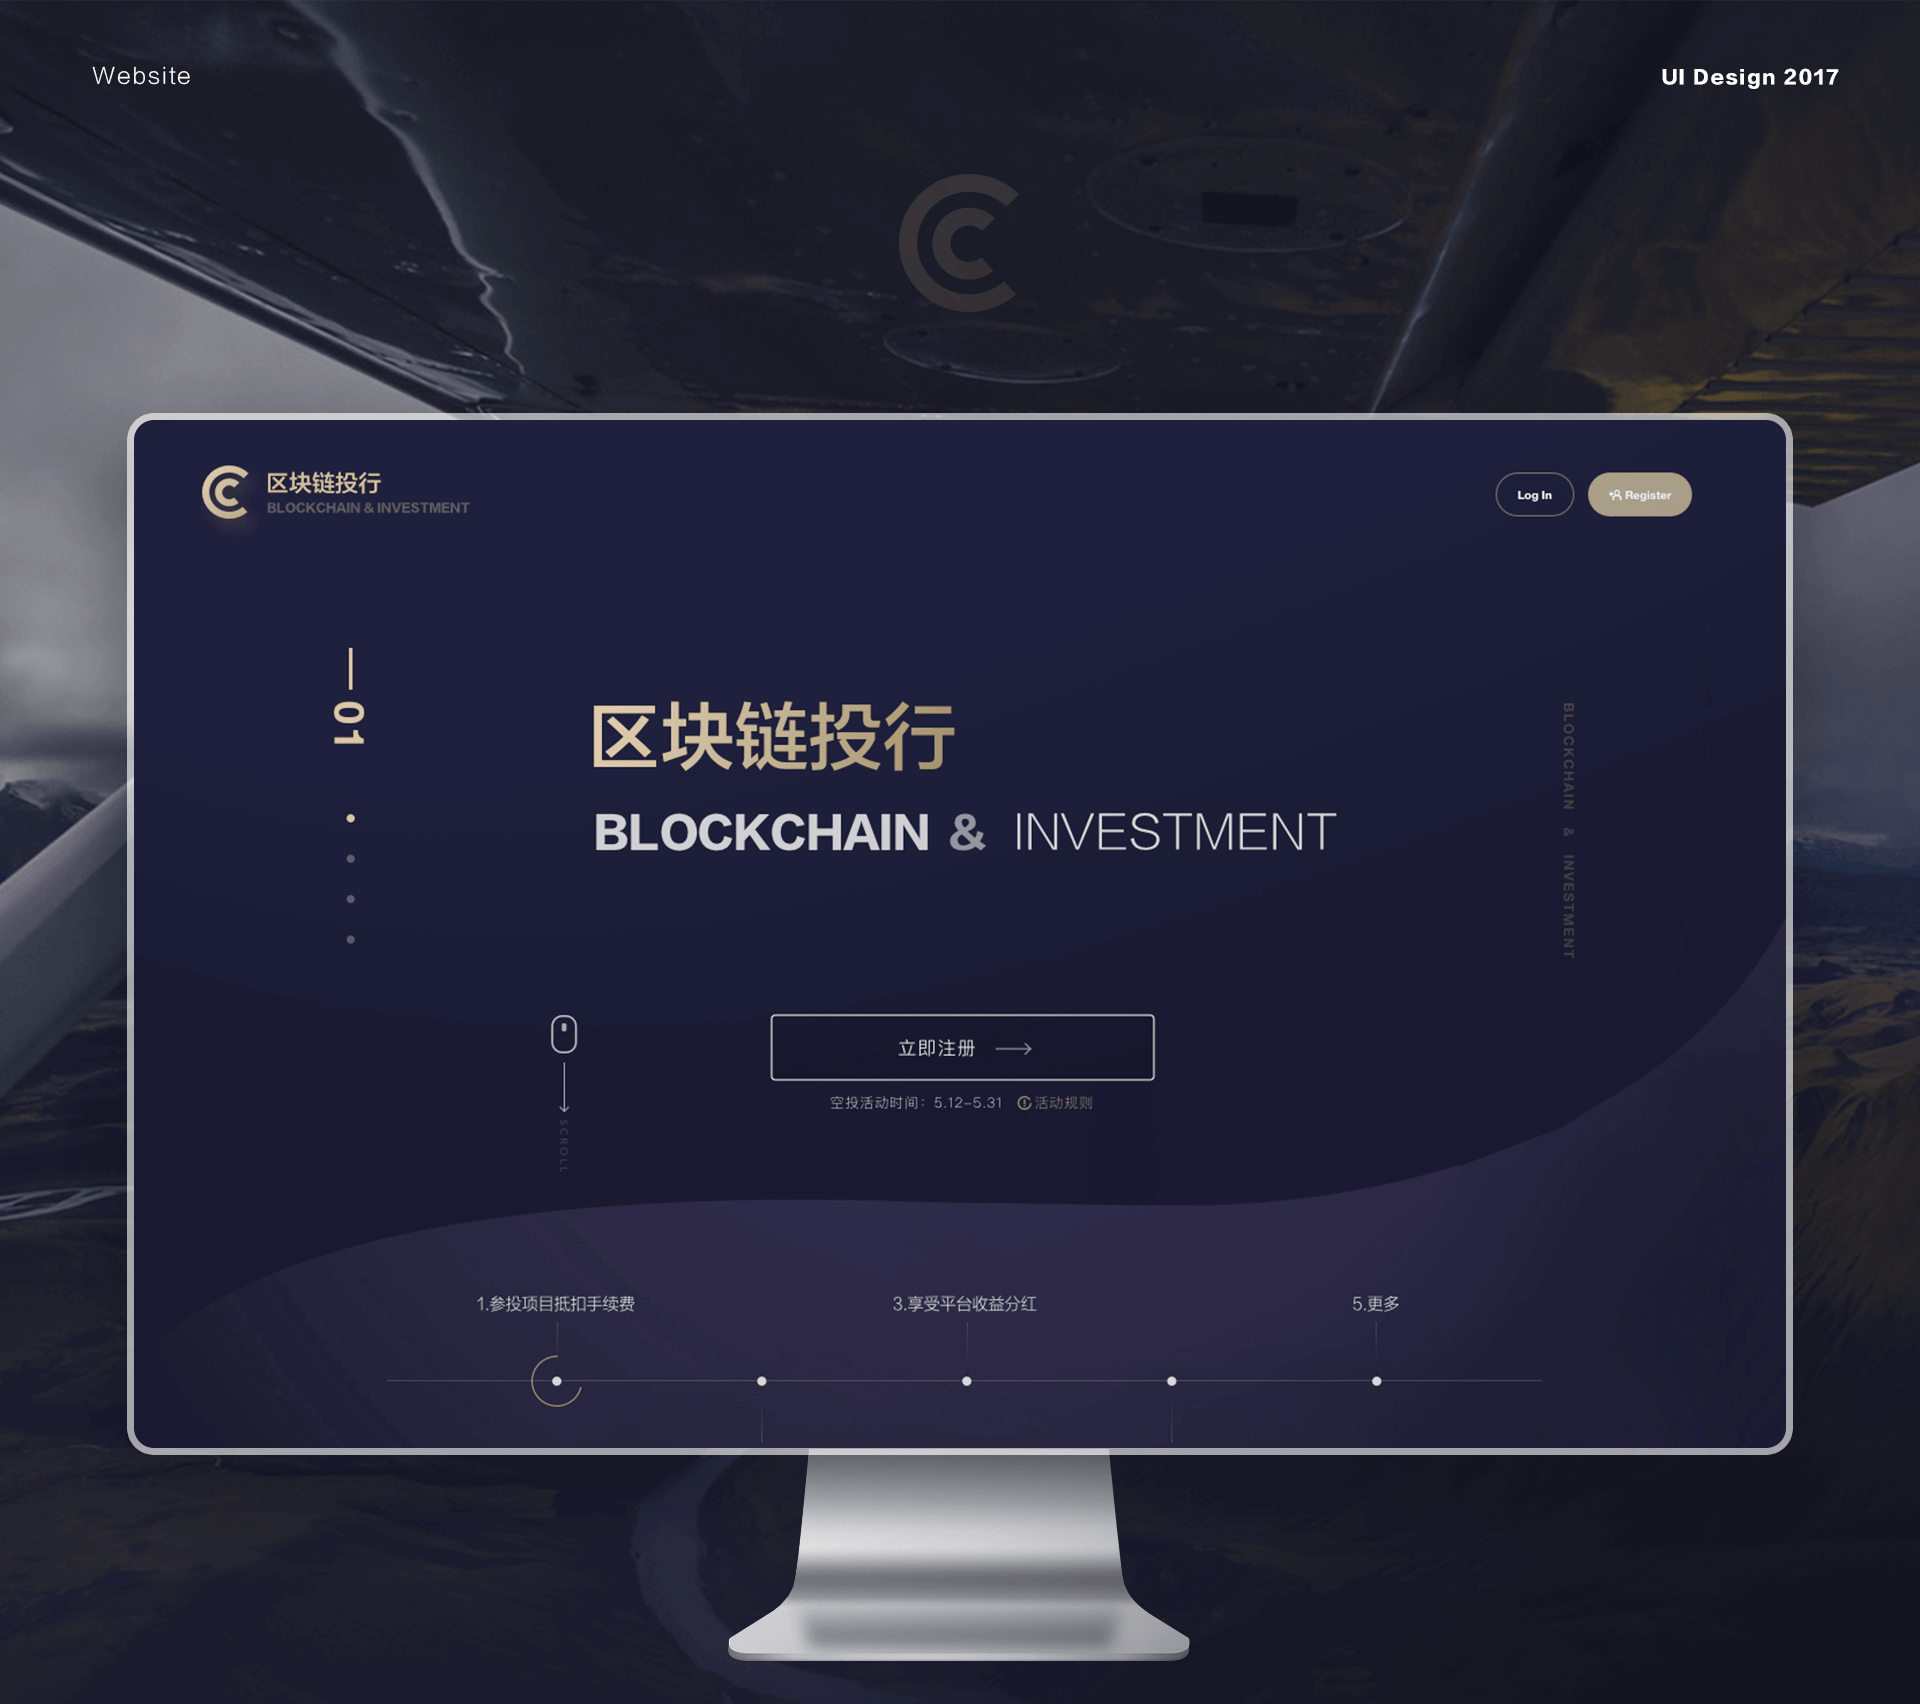 Website
UI Design 2017
区块链投行
BLOCKCHAIN & INVESTMENT
Log In
Register
01
区块链投行
BLOCKCHAIN & INVESTMENT
BLOCKCHAIN & INVESTMENT
立即注册
空投活动时间：5.12-5.31 活动规则
SCROLL
1.参投项目抵扣手续费
3.享受平台收益分红
5.更多